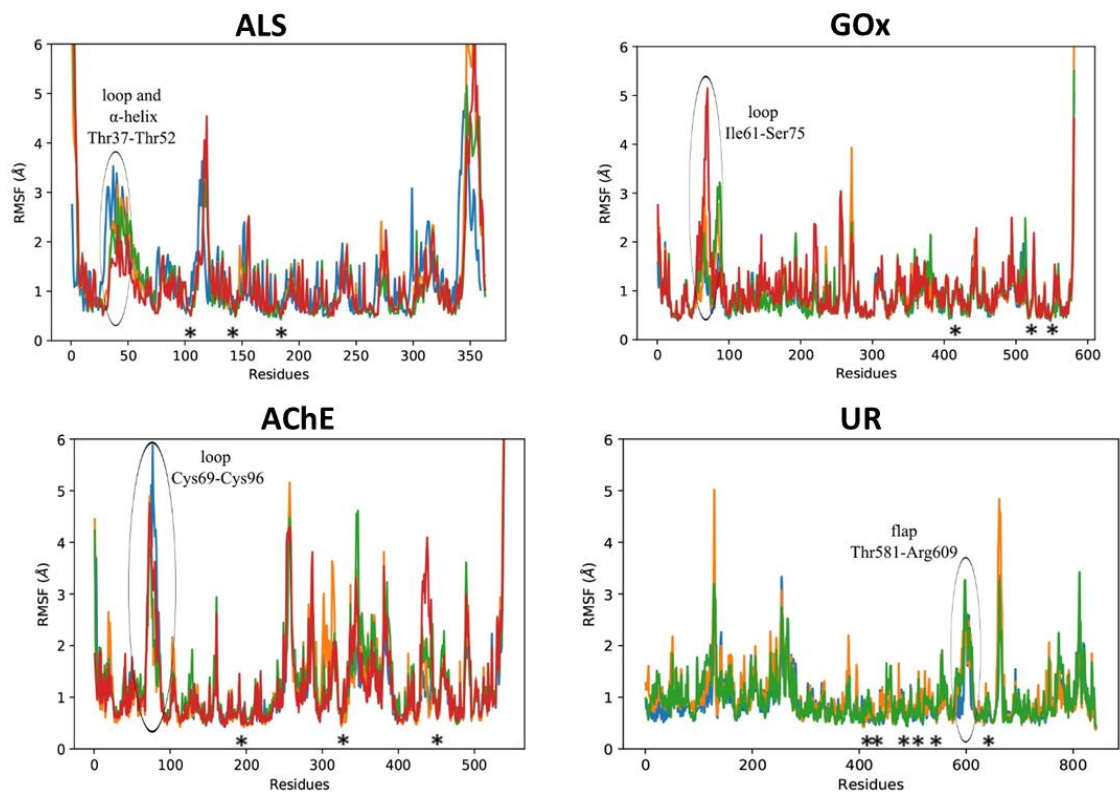 ALS
GOx
6
5
4
3
2
1
0
RMSF (Å)
loop and
α-helix
Thr37-Thr52
* * *
0 50 100 150 200 250 300 350
Residues
6
5
4
3
2
1
0
RMSF (Å)
loop
Ile61-Ser75
* * *
0 100 200 300 400 500 600
Residues
AChE
UR
6
5
4
3
2
1
0
RMSF (Å)
loop
Cys69-Cys96
* * *
0 100 200 300 400 500
Residues
6
5
4
3
2
1
0
RMSF (Å)
flap
Thr581-Arg609
** * * * *
0 200 400 600 800
Residues